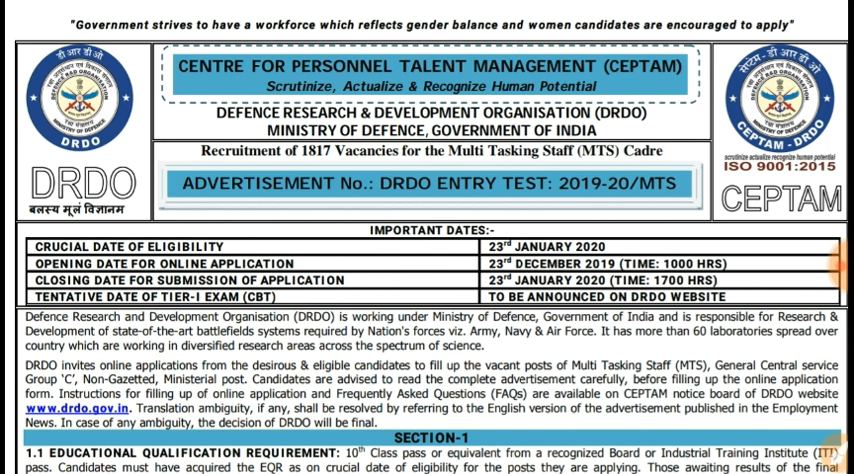 "Government strives to have a workforce which reflects gender balance and women candidates are encouraged to apply"
डी आर डी ओ
DEFENCE R&D ORGANISATION
MINISTRY OF DEFENCE
DRDO
DRDO
बलस्य मूलं विज्ञानम्
CENTRE FOR PERSONNEL TALENT MANAGEMENT (CEPTAM)
Scrutinize, Actualize & Recognize Human Potential
DEFENCE RESEARCH & DEVELOPMENT ORGANISATION (DRDO)
MINISTRY OF DEFENCE, GOVERNMENT OF INDIA
Recruitment of 1817 Vacancies for the Multi Tasking Staff (MTS) Cadre
ADVERTISEMENT No.: DRDO ENTRY TEST: 2019-20/MTS
सेप्टम - डी आर डी ओ
DEFENCE R&D ORGANISATION
MINISTRY OF DEFENCE
CEPTAM - DRDO
scrutinize actualize recognize human potential
ISO 9001:2015
CEPTAM
IMPORTANT DATES:-
CRUCIAL DATE OF ELIGIBILITY 23rd JANUARY 2020
OPENING DATE FOR ONLINE APPLICATION 23rd DECEMBER 2019 (TIME: 1000 HRS)
CLOSING DATE FOR SUBMISSION OF APPLICATION 23rd JANUARY 2020 (TIME: 1700 HRS)
TENTATIVE DATE OF TIER-I EXAM (CBT) TO BE ANNOUNCED ON DRDO WEBSITE
Defence Research and Development Organisation (DRDO) is working under Ministry of Defence, Government of India and is responsible for Research &
Development of state-of-the-art battlefields systems required by Nation's forces viz. Army, Navy & Air Force. It has more than 60 laboratories spread over
country which are working in diversified research areas across the spectrum of science.
DRDO invites online applications from the desirous & eligible candidates to fill up the vacant posts of Multi Tasking Staff (MTS), General Central service
Group 'C', Non-Gazetted, Ministerial post. Candidates are advised to read the complete advertisement carefully, before filling up the online application
form. Instructions for filling up of online application and Frequently Asked Questions (FAQs) are available on CEPTAM notice board of DRDO website
www.drdo.gov.in. Translation ambiguity, if any, shall be resolved by referring to the English version of the advertisement published in the Employment
News. In case of any ambiguity, the decision of DRDO will be final.
SECTION-1
1.1 EDUCATIONAL QUALIFICATION REQUIREMENT: 10th Class pass or equivalent from a recognized Board or Industrial Training Institute (ITI)
pass. Candidates must have acquired the EQR as on crucial date of eligibility for the posts they are applying. Those awaiting results of the final